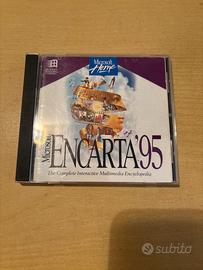 Microsoft
Home
MICROSOFT
ENCARTA'95
The Complete Interactive Multimedia Encyclopedia
subito